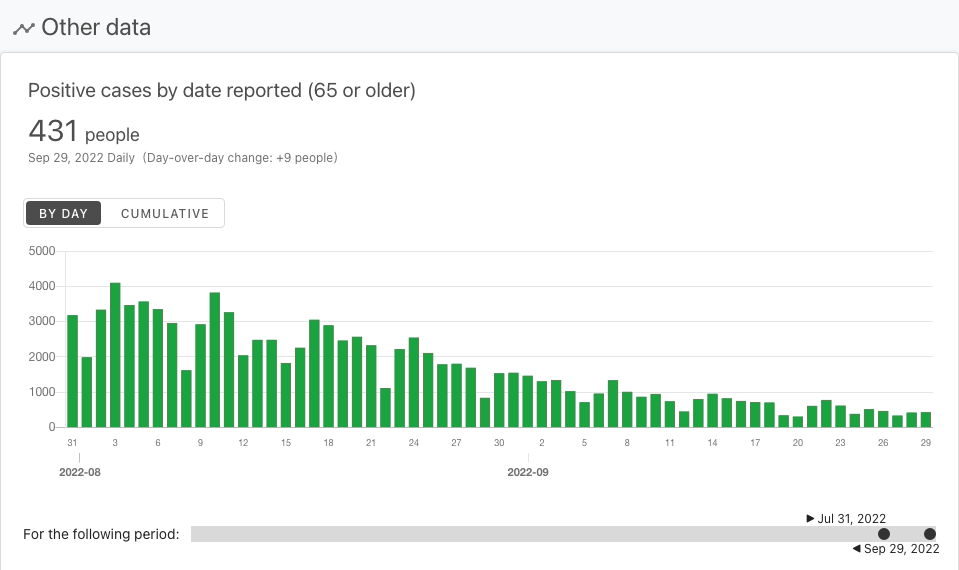 Other data
Positive cases by date reported (65 or older)
431 people
Sep 29, 2022 Daily (Day-over-day change: +9 people)
BY DAY CUMULATIVE
5000
4000
3000
2000
1000
0
31 3 6 9 12 15 18 21 24 27 30 2 5 8 11 14 17 20 23 26 29
2022-08 2022-09
Jul 31, 2022
For the following period:
Sep 29, 2022